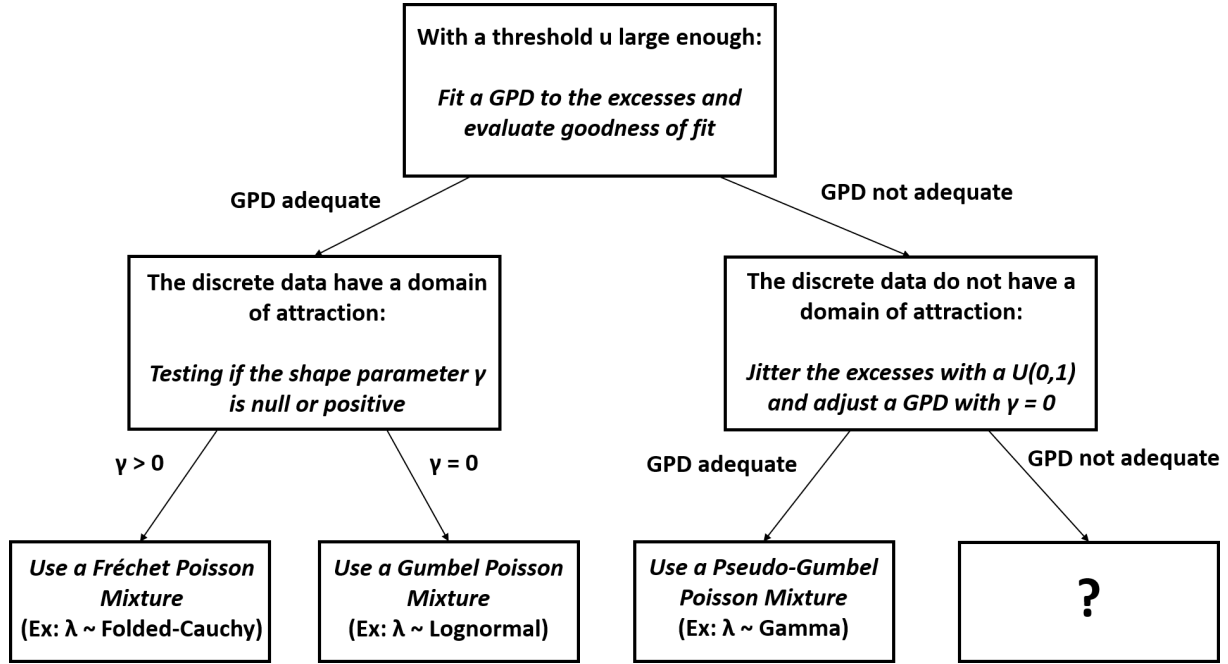 With a threshold u large enough:
Fit a GPD to the excesses and
evaluate goodness of fit
GPD adequate
GPD not adequate
The discrete data have a domain
of attraction:
Testing if the shape parameter γ
is null or positive
The discrete data do not have a
domain of attraction:
Jitter the excesses with a U(0,1)
and adjust a GPD with γ = 0
γ > 0
γ = 0
GPD adequate
GPD not adequate
Use a Fréchet Poisson
Mixture
(Ex: λ ~ Folded-Cauchy)
Use a Gumbel Poisson
Mixture
(Ex: λ ~ Lognormal)
Use a Pseudo-Gumbel
Poisson Mixture
(Ex: λ ~ Gamma)
?